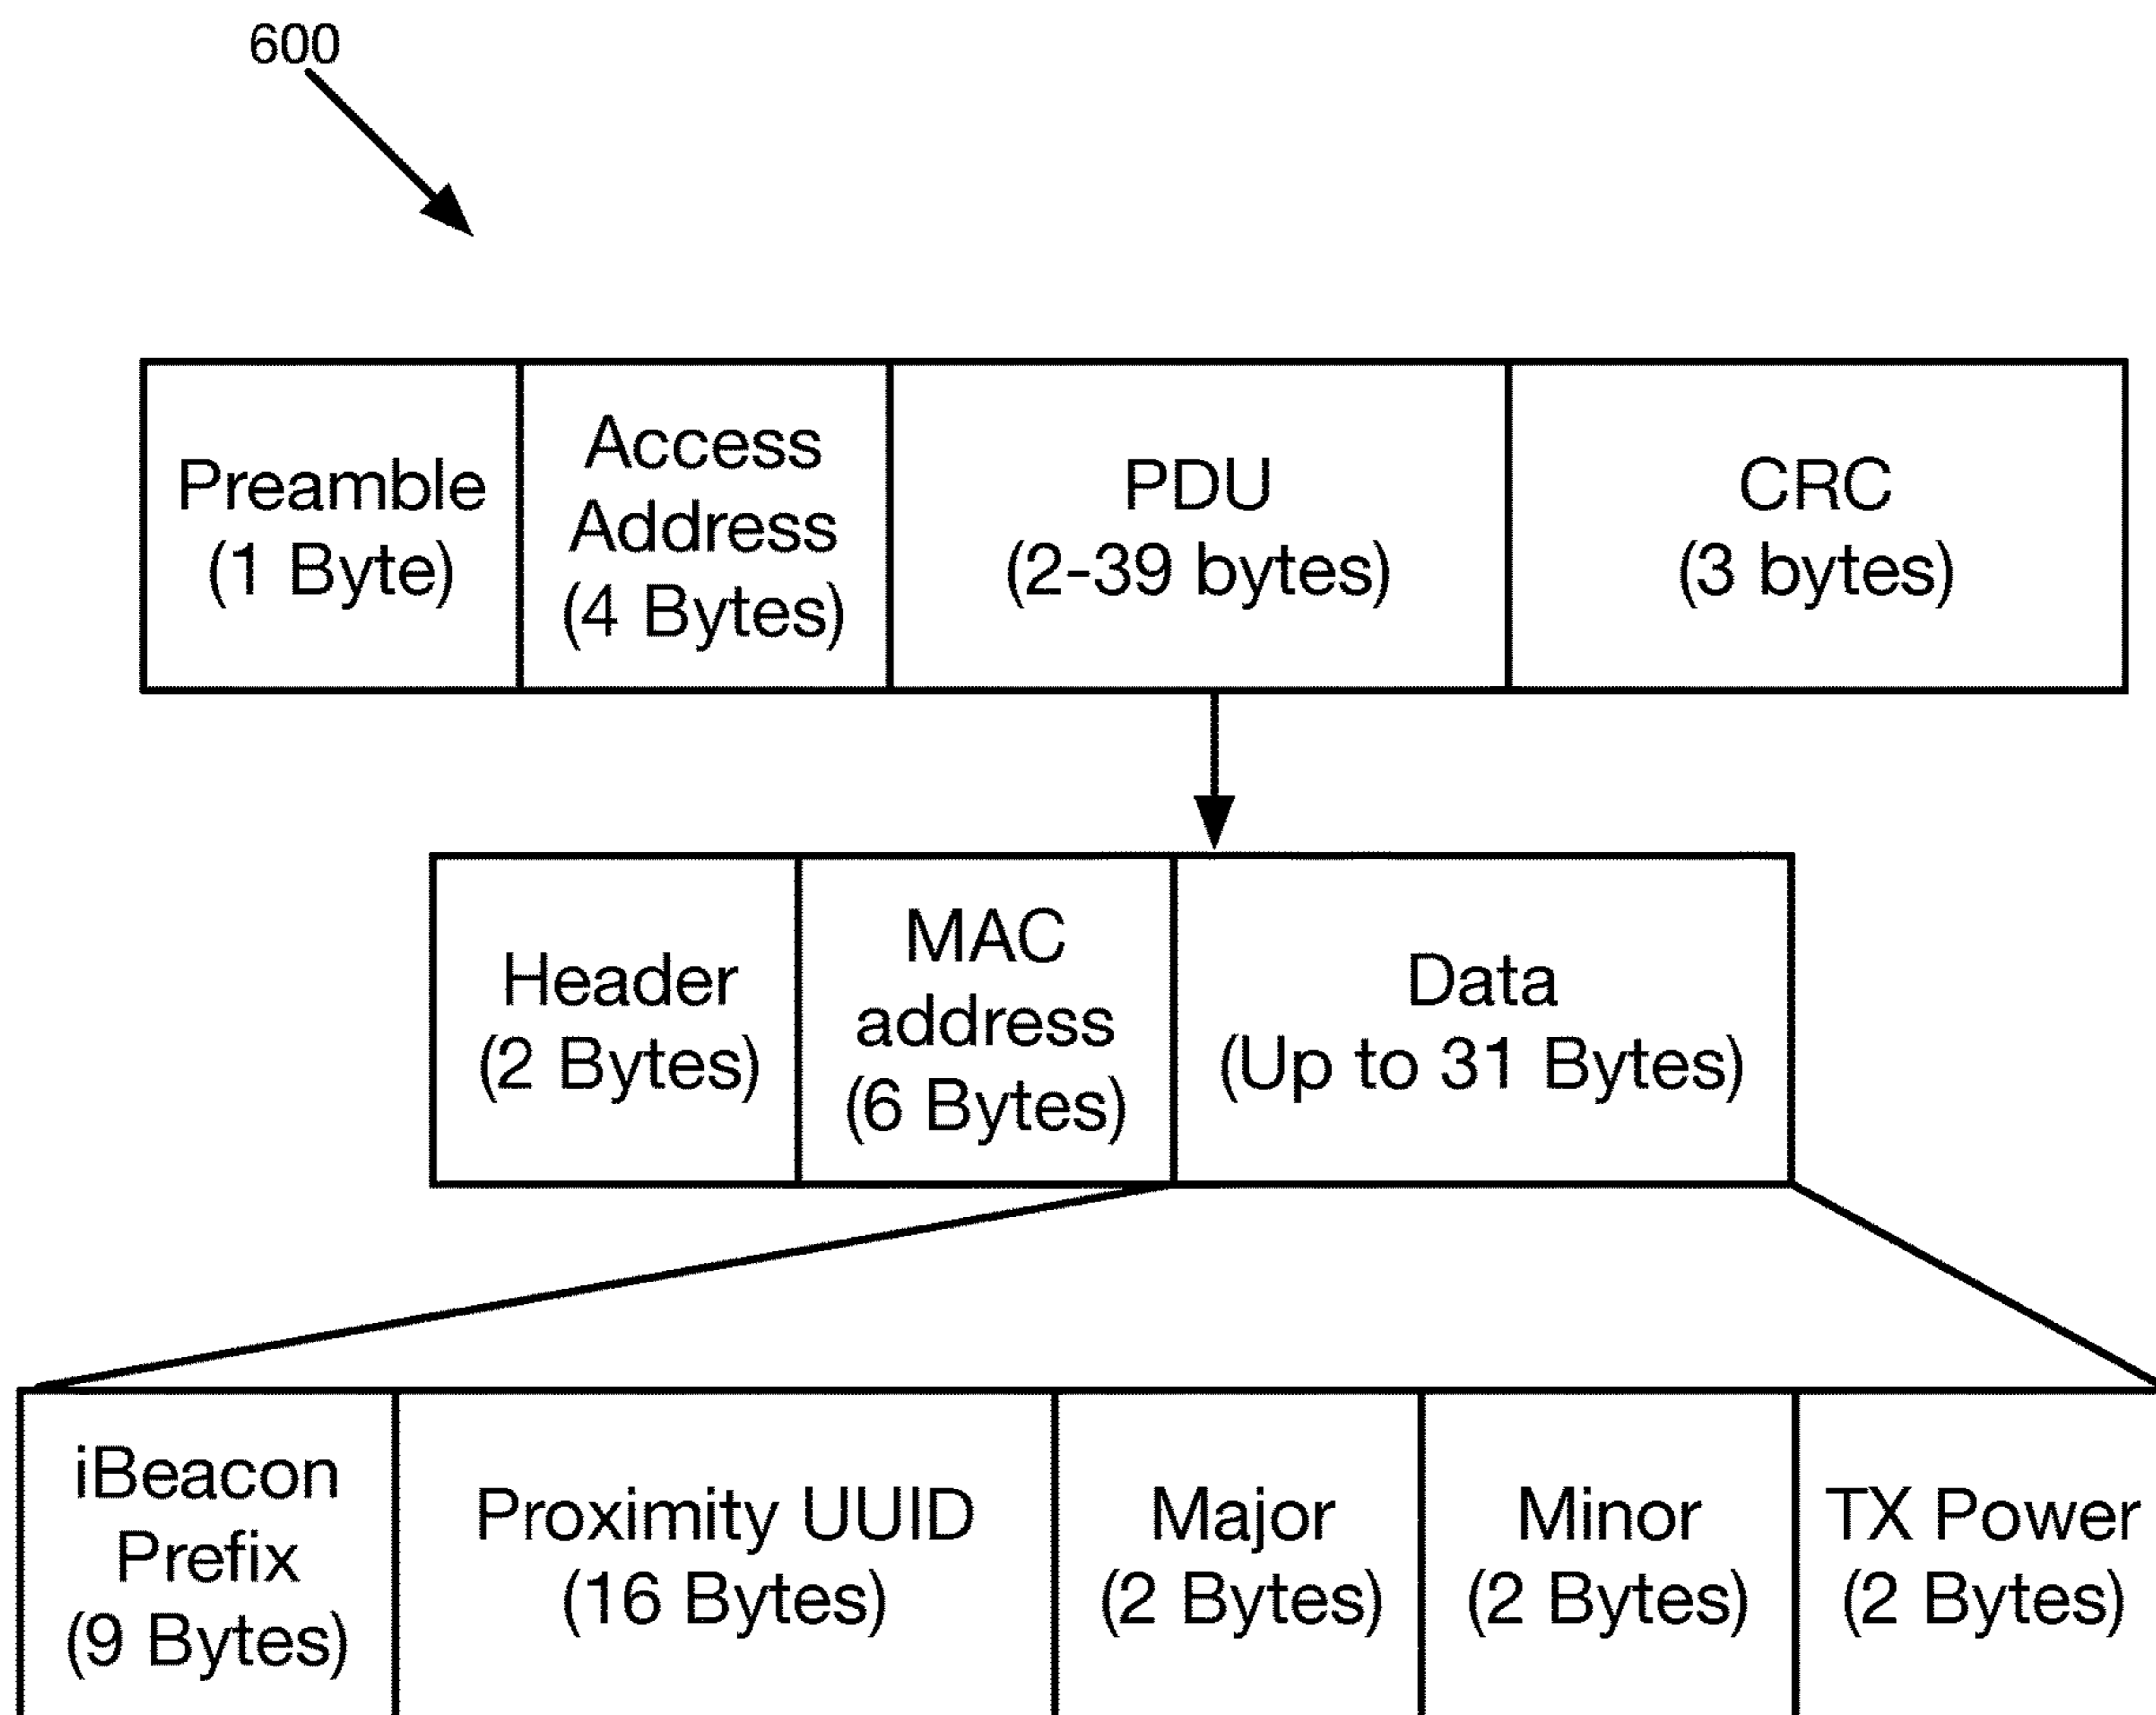 600
Preamble
(1 Byte)
Access
Address
(4 Bytes)
PDU
(2-39 bytes)
CRC
(3 bytes)
Header
(2 Bytes)
MAC
address
(6 Bytes)
Data
(Up to 31 Bytes)
iBeacon
Prefix
(9 Bytes)
Proximity UUID
(16 Bytes)
Major
(2 Bytes)
Minor
(2 Bytes)
TX Power
(2 Bytes)